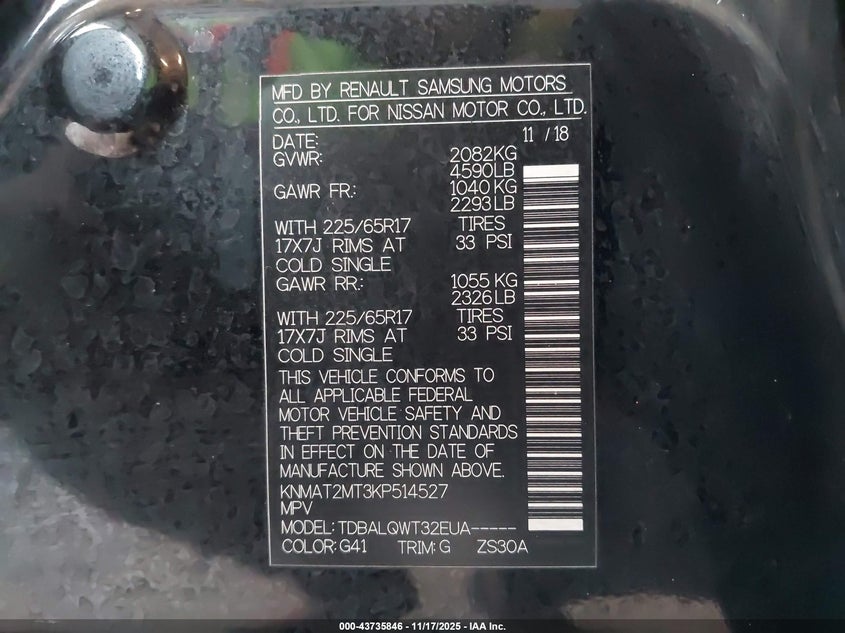 MFD BY RENAULT SAMSUNG MOTORS
CO., LTD. FOR NISSAN MOTOR CO., LTD.
DATE: 11 / 18
GVWR: 2082KG
4590LB
GAWR FR.: 1040 KG
2293LB
WITH 225/65R17 TIRES
17X7J RIMS AT 33 PSI
COLD SINGLE
GAWR RR.: 1055 KG
2326LB
WITH 225/65R17 TIRES
17X7J RIMS AT 33 PSI
COLD SINGLE
THIS VEHICLE CONFORMS TO
ALL APPLICABLE FEDERAL
MOTOR VEHICLE SAFETY AND
THEFT PREVENTION STANDARDS
IN EFFECT ON THE DATE OF
MANUFACTURE SHOWN ABOVE.
KNMAT2MT3KP514527
MPV
MODEL: TDBALQWT32EUA-----
COLOR: G41 TRIM: G ZS30A
000-43735846 - 11/17/2025 - IAA Inc.